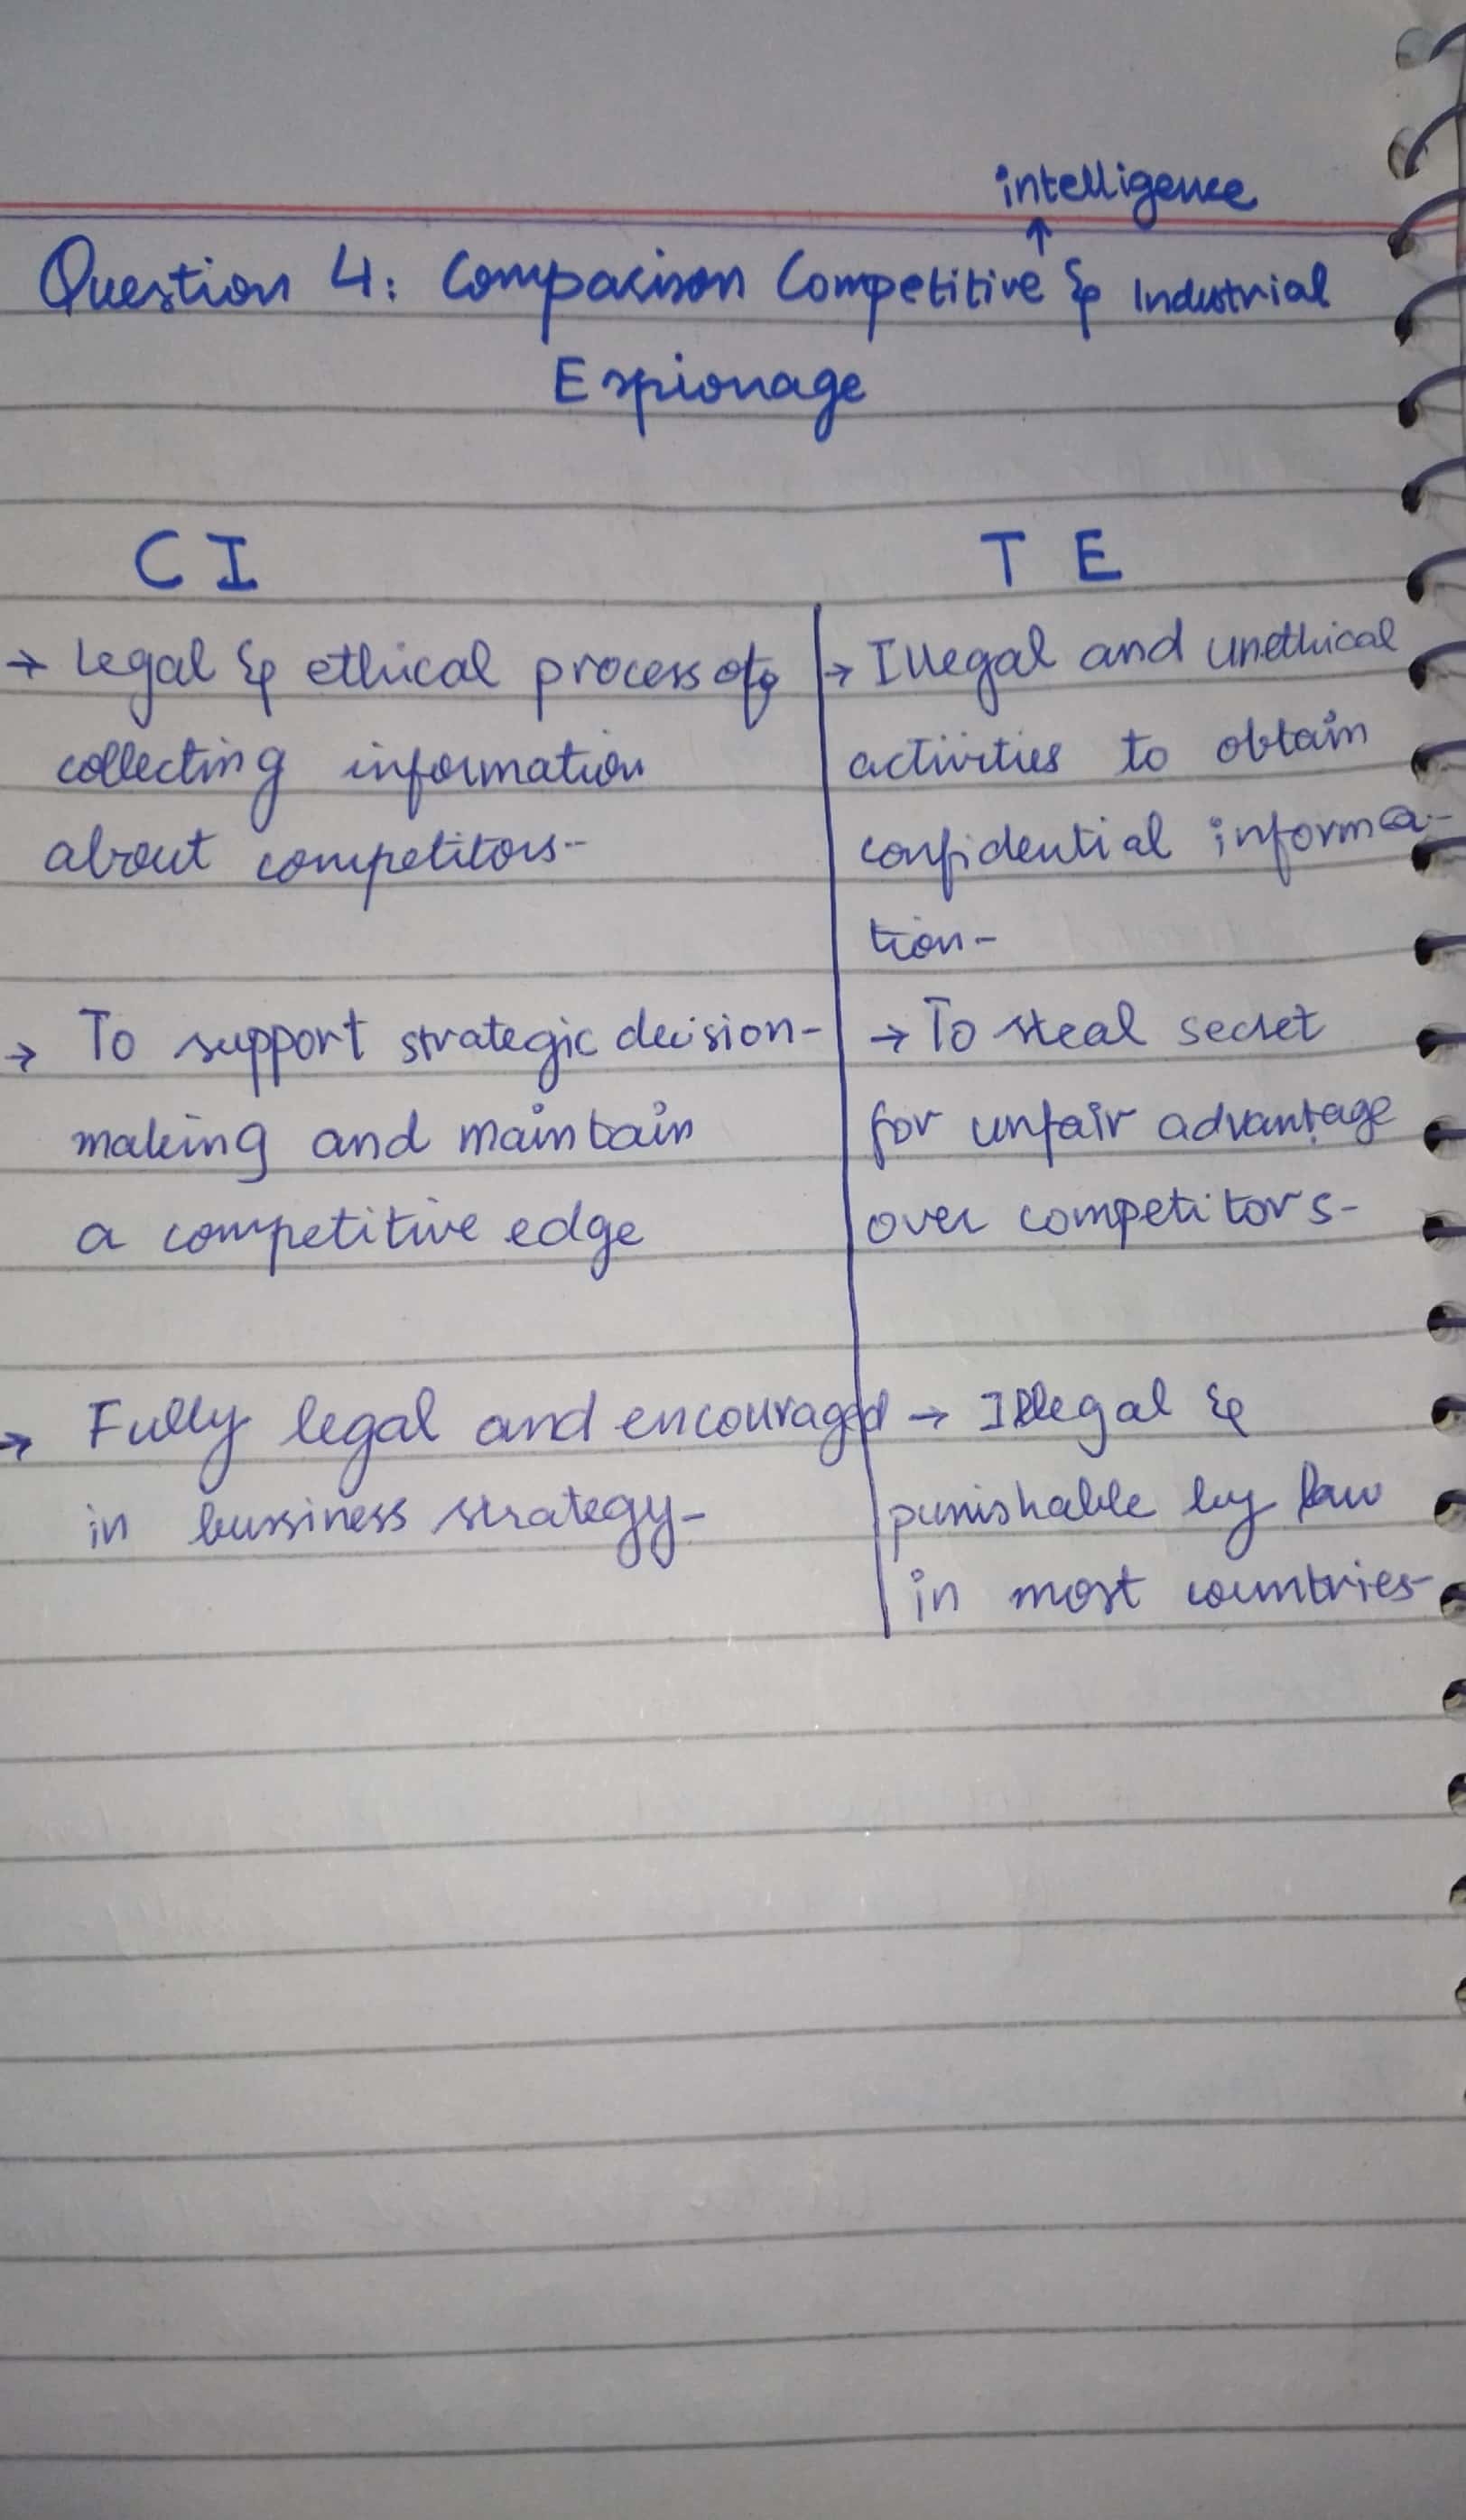 intelligence
↑
Question 4: Comparison Competitive & Industrial
Espionage
CI
→ Legal & ethical process of
collecting information
about competitors-
→ To support strategic decision-
making and maintain
a competitive edge
→ Fully legal and encouraged
in bussiness strategy-
TE
→ Illegal and unethical
activities to obtain
confidential informa-
tion-
→ To steal secret
for unfair advantage
over competitors-
→ Illegal &
punishable by law
in most countries-